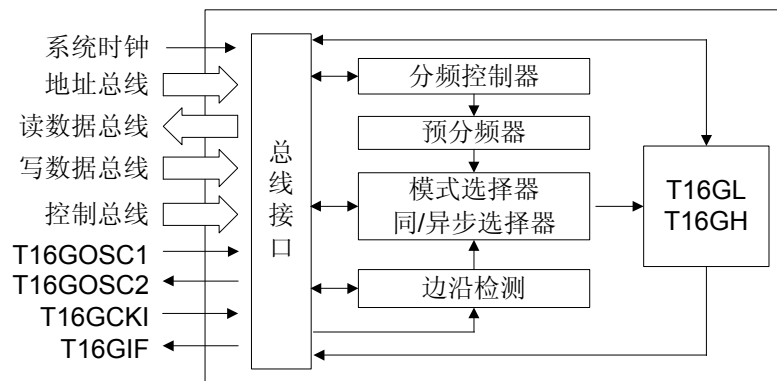 系统时钟
地址总线
读数据总线
写数据总线
控制总线
T16GOSC1
T16GOSC2
T16GCKI
T16GIF
总
线
接
口
分频控制器
预分频器
模式选择器
同/异步选择器
边沿检测
T16GL
T16GH